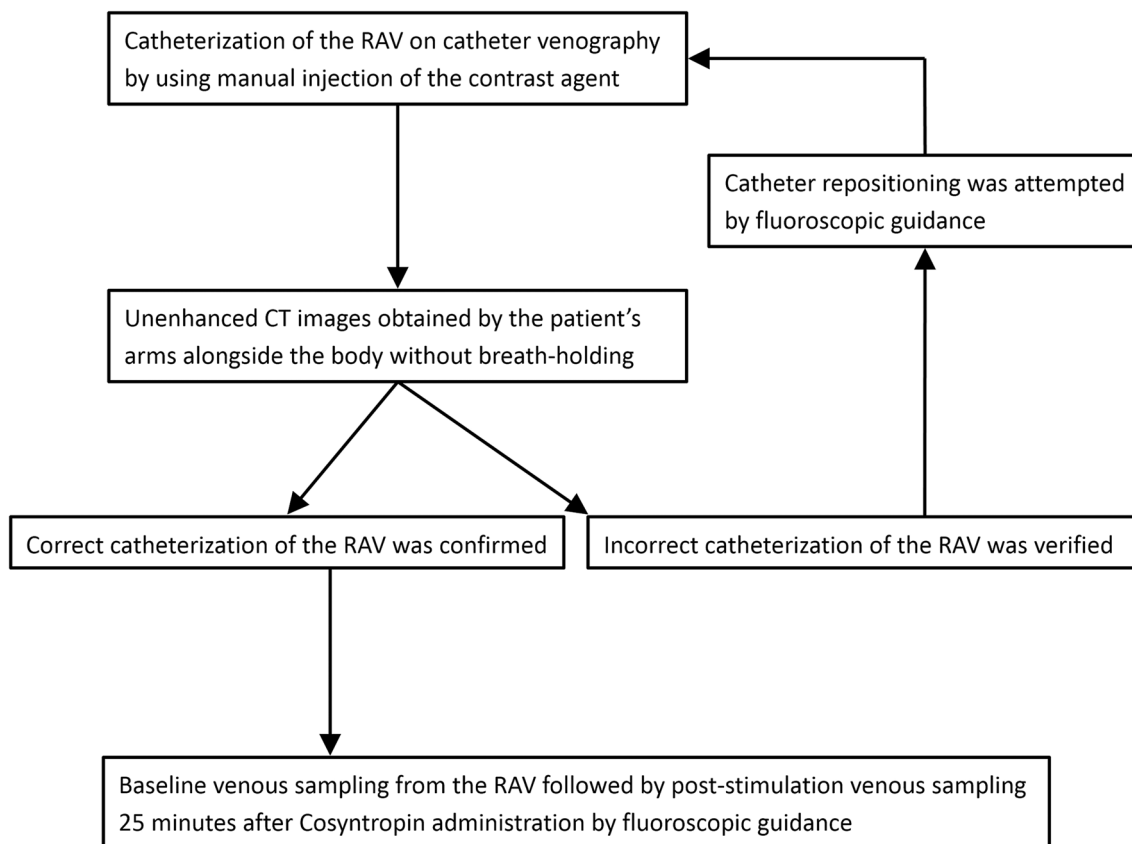 Catheterization of the RAV on catheter venography
by using manual injection of the contrast agent
Catheter repositioning was attempted
by fluoroscopic guidance
Unenhanced CT images obtained by the patient's
arms alongside the body without breath-holding
Correct catheterization of the RAV was confirmed
Incorrect catheterization of the RAV was verified
Baseline venous sampling from the RAV followed by post-stimulation venous sampling
25 minutes after Cosyntropin administration by fluoroscopic guidance